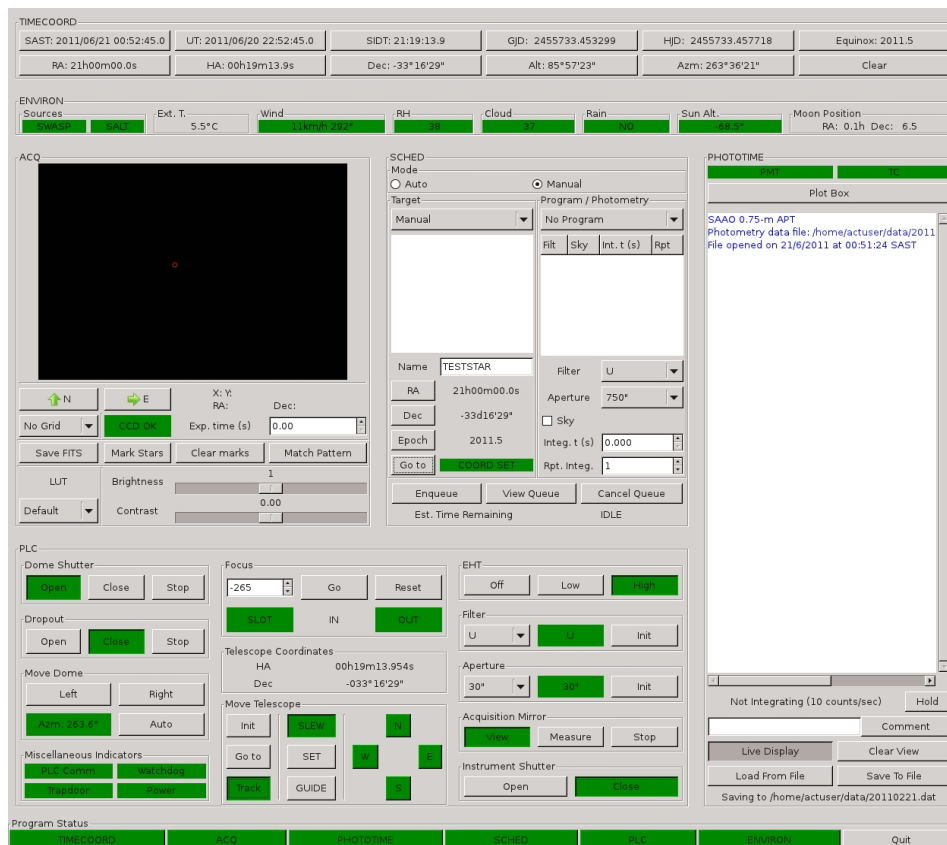 TIMECOORD
SAST: 2011/06/21 00:52:45.0 UT: 2011/06/20 22:52:45.0 SIDT: 21:19:13.9 GJD: 2455733.453299 HJD: 2455733.457718 Equinox: 2011.5
RA: 21h00m00.0s HA: 00h19m13.9s Dec: -33°16'29" Alt: 85°57'23" Azm: 263°36'21" Clear
ENVIRON
Sources Ext. T. Wind RH Cloud Rain Sun Alt. Moon Position
SWASP SALT 5.5°C 11km/h 292° 38 37 NO -68.5° RA: 0.1h Dec: 6.5
ACQ
N E X: Y:
RA: Dec:
No Grid CCD OK Exp. time (s) 0.00
Save FITS Mark Stars Clear marks Match Pattern
LUT Brightness 1
Default Contrast 0.00
SCHED
Mode
Auto Manual
Target Program / Photometry
Manual No Program
Filt Sky Int. t (s) Rpt
Name TESTSTAR Filter U
RA 21h00m00.0s Aperture 750"
Dec -33d16'29" Sky
Epoch 2011.5 Integ. t (s) 0.000
Go to COORD SET Rpt. Integ. 1
Enqueue View Queue Cancel Queue
Est. Time Remaining IDLE
PHOTOTIME
PMT TC
Plot Box
SAAO 0.75-m APT
Photometry data file: /home/actuser/data/2011
File opened on 21/6/2011 at 00:51:24 SAST
Not Integrating (10 counts/sec) Hold
Comment
Live Display Clear View
Load From File Save To File
Saving to /home/actuser/data/20110221.dat
PLC
Dome Shutter
Open Close Stop
Dropout
Open Close Stop
Move Dome
Left Right
Azm: 263.6° Auto
Miscellaneous Indicators
PLC Comm Watchdog
Trapdoor Power
Focus
-265 Go Reset
SLOT IN OUT
Telescope Coordinates
HA 00h19m13.954s
Dec -033°16'29"
Move Telescope
Init SLEW N
Go to SET W E
Track GUIDE S
EHT
Off Low High
Filter
U U Init
Aperture
30" 30" Init
Acquisition Mirror
View Measure Stop
Instrument Shutter
Open Close
Program Status
TIMECOORD ACQ PHOTOTIME SCHED PLC ENVIRON Quit